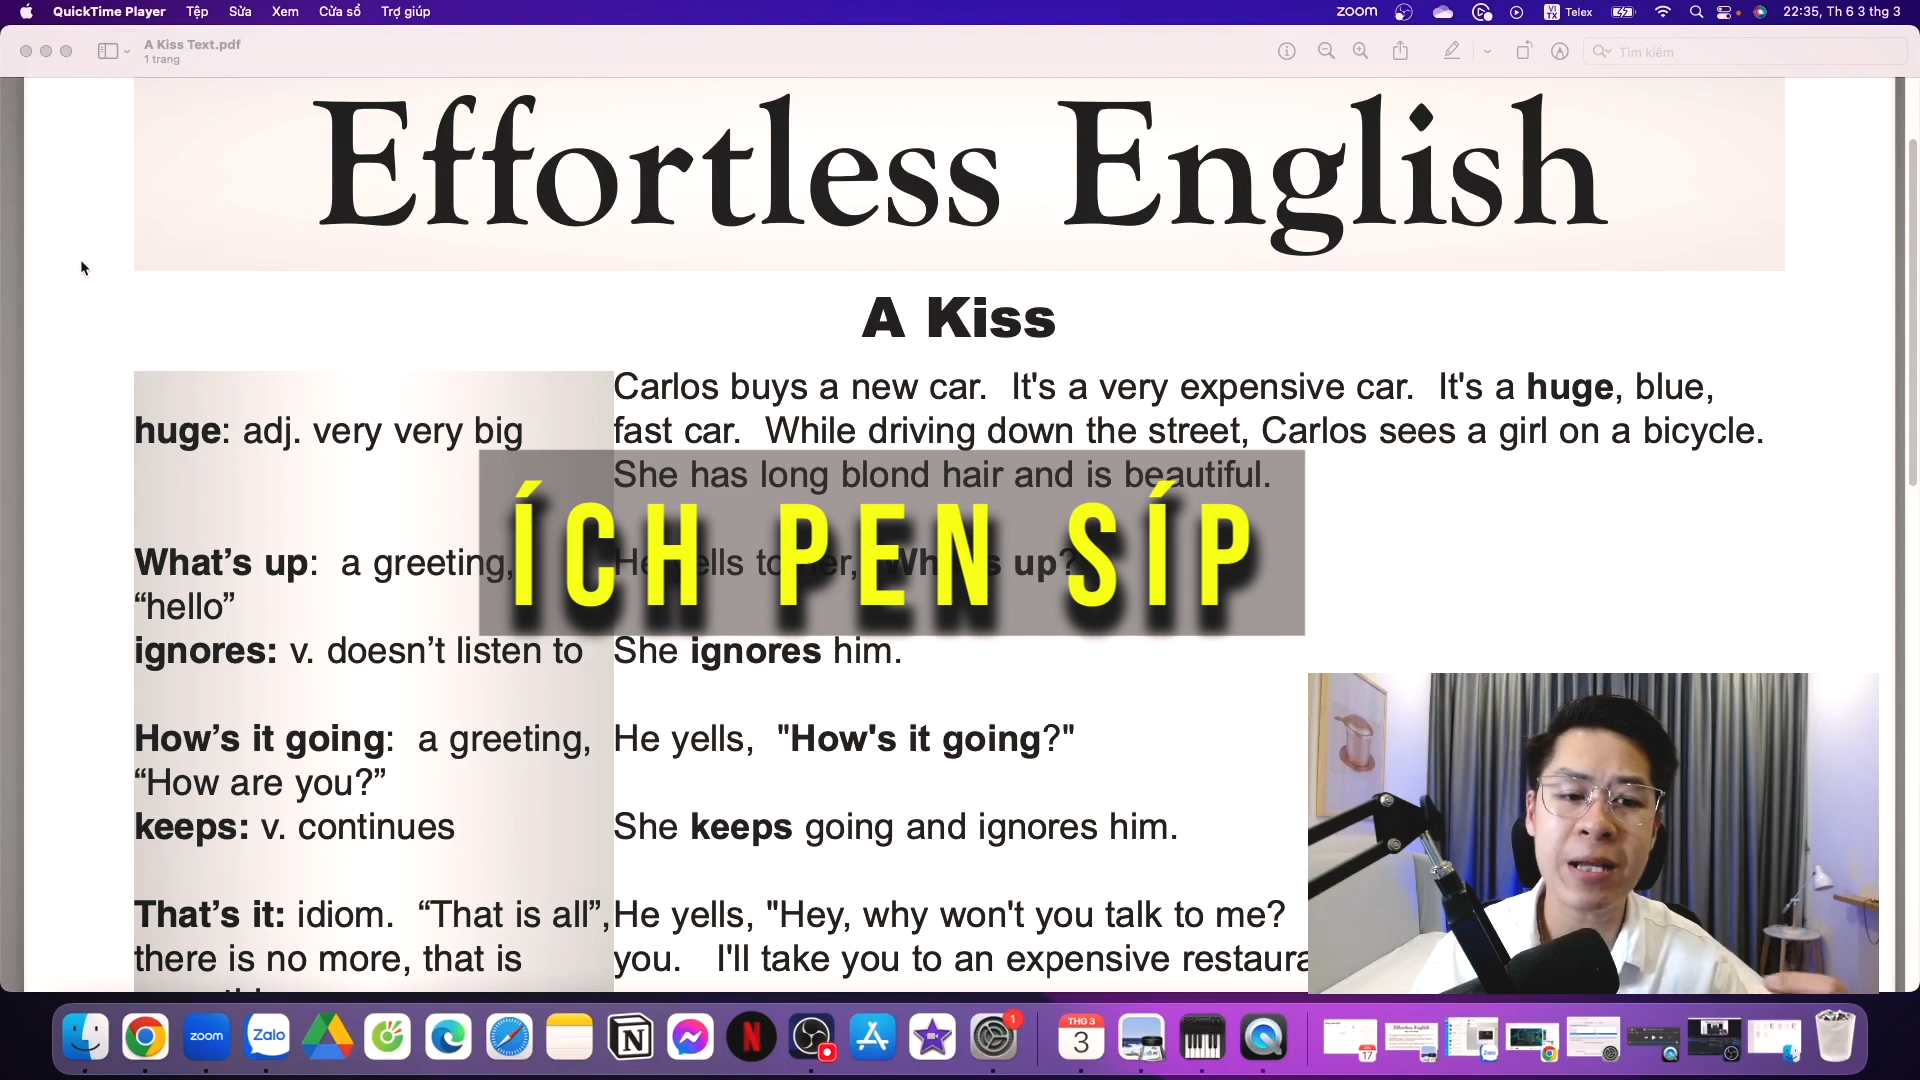 QuickTime Player Tệp Sửa Xem Cửa sổ Trợ giúp zoom VI TX Telex 22:35, Th 6 3 thg 3
A Kiss Text.pdf
1 trang
Tìm kiếm
Effortless English
A Kiss
Carlos buys a new car. It's a very expensive car. It's a huge, blue,
huge: adj. very very big
fast car. While driving down the street, Carlos sees a girl on a bicycle.
She has long blond hair and is beautiful.
ÍCH PEN SÍP
What’s up: a greeting,
“hello”
ignores: v. doesn’t listen to
She ignores him.
How’s it going: a greeting,
“How are you?”
He yells, "How's it going?"
keeps: v. continues
She keeps going and ignores him.
That’s it: idiom. “That is all”,
there is no more, that is
He yells, "Hey, why won't you talk to me?
you. I'll take you to an expensive
zoom
Zalo
N
N
1
THG 3
3
17